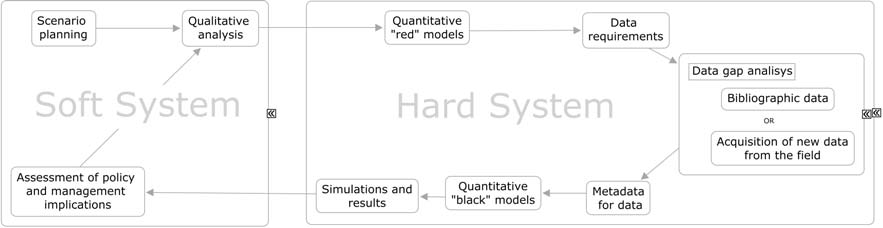 Scenario
planning
Qualitative
analysis
Soft System
Assessment of policy
and management
implications
Quantitative
"red" models
Data
requirements
Data gap analisys
Bibliographic data
OR
Acquisition of new data
from the field
Hard System
Metadata
for data
Quantitative
"black" models
Simulations and
results